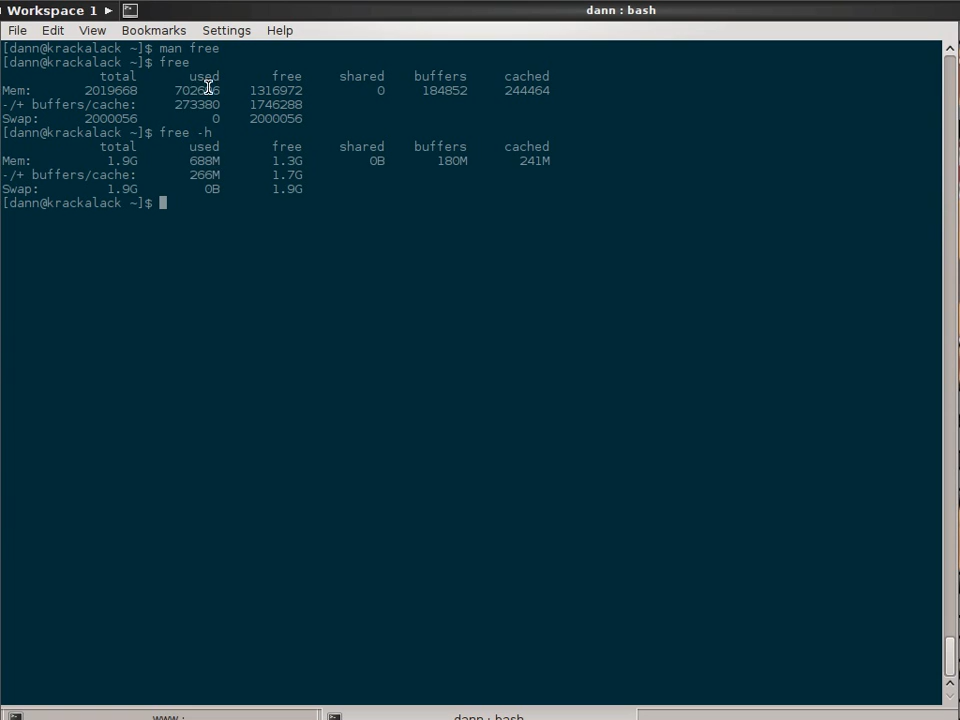 Workspace 1 ▶ dann : bash
File Edit View Bookmarks Settings Help
[dann@krackalack ~]$ man free
[dann@krackalack ~]$ free
total used free shared buffers cached
Mem: 2019668 1316972 0 184852 244464
-/+ buffers/cache: 273380 1746288
Swap: 2000056 0 2000056
[dann@krackalack ~]$ free -h
total used free shared buffers cached
Mem: 1.9G 688M 1.3G 0B 180M 241M
-/+ buffers/cache: 266M 1.7G
Swap: 1.9G 0B 1.9G
[dann@krackalack ~]$
www : dann : bash